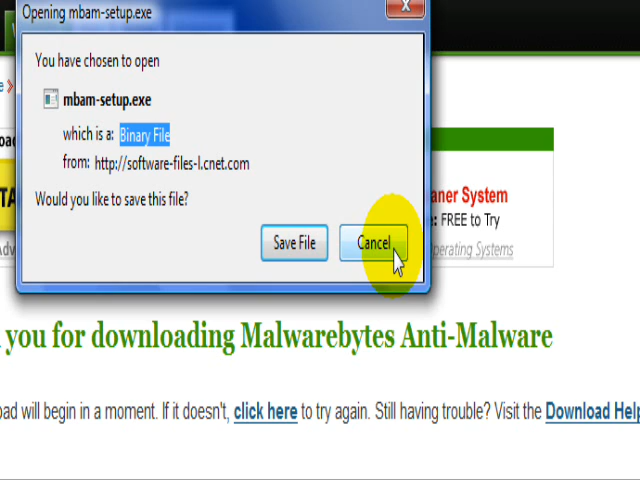 Opening mbam-setup.exe
X
You have chosen to open
mbam-setup.exe
which is a: Binary File
from: http://software-files-l.cnet.com
Would you like to save this file?
Save File
Cancel
aner System
: FREE to Try
perating Systems
you for downloading Malwarebytes Anti-Malware
oad will begin in a moment. If it doesn't, click here to try again. Still having trouble? Visit the Download Help